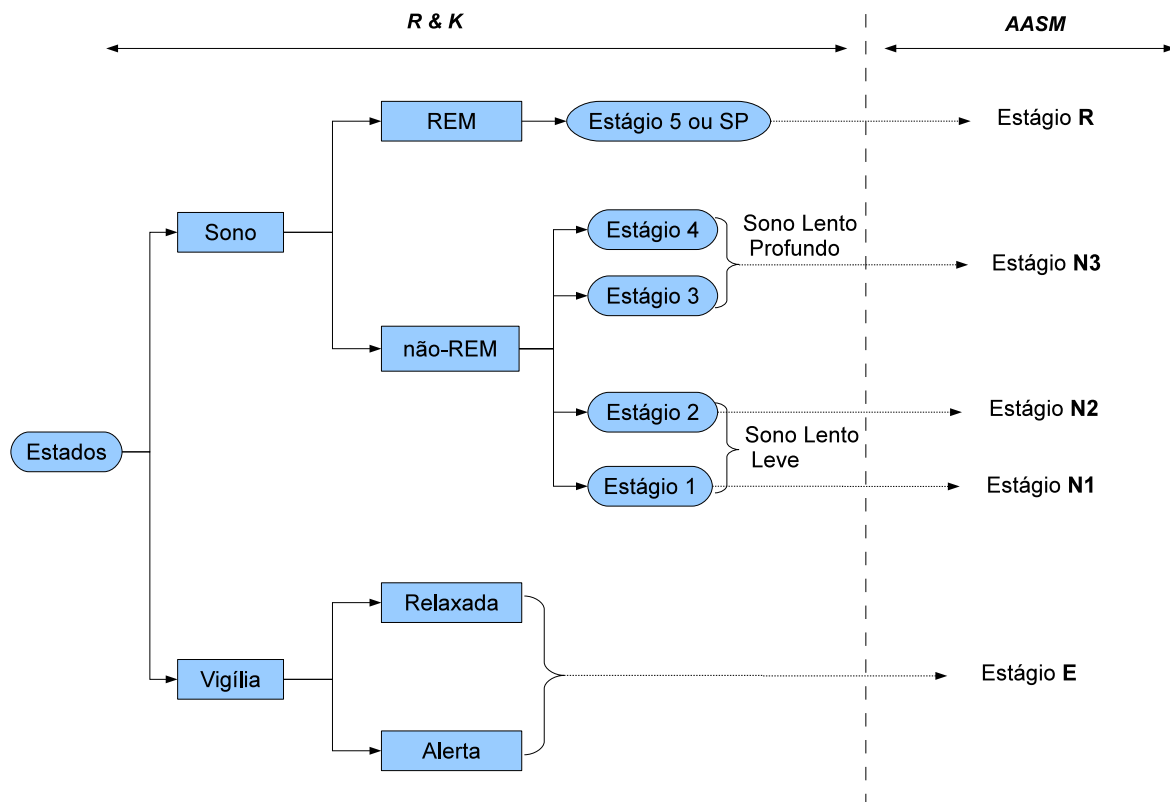 R & K
AASM
REM
Estágio 5 ou SP
Estágio R
Sono
Estágio 4
Sono Lento
Profundo
Estágio N3
Estágio 3
não-REM
Estágio 2
Estágio N2
Estados
Sono Lento
Leve
Estágio 1
Estágio N1
Relaxada
Vigília
Estágio E
Alerta